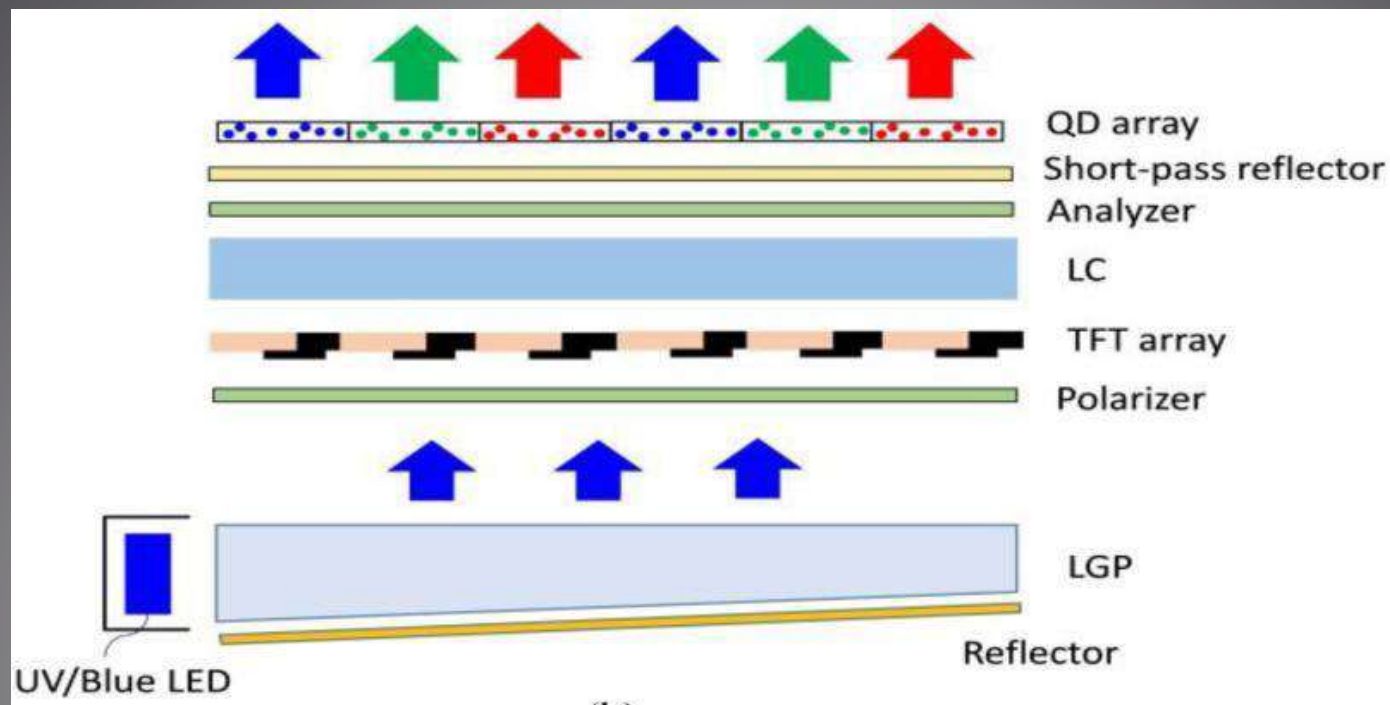 QD array
Short-pass reflector
Analyzer
LC
TFT array
Polarizer
LGP
Reflector
UV/Blue LED